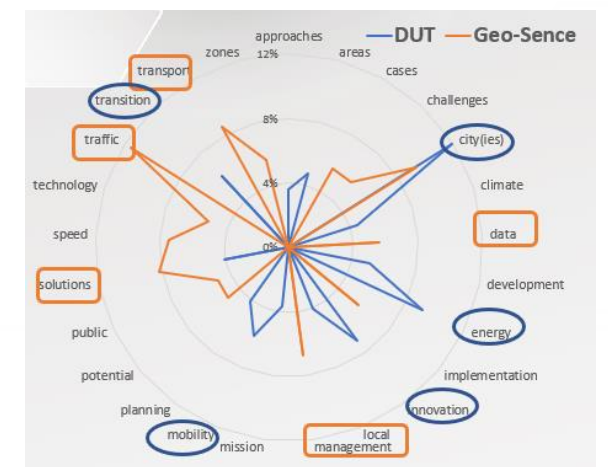 DUT Geo-Sence
approaches
areas
cases
challenges
city(ies)
climate
data
development
energy
implementation
innovation
local
management
mission
mobility
planning
potential
public
solutions
speed
technology
traffic
transition
transport
zones
12%
8%
4%
0%